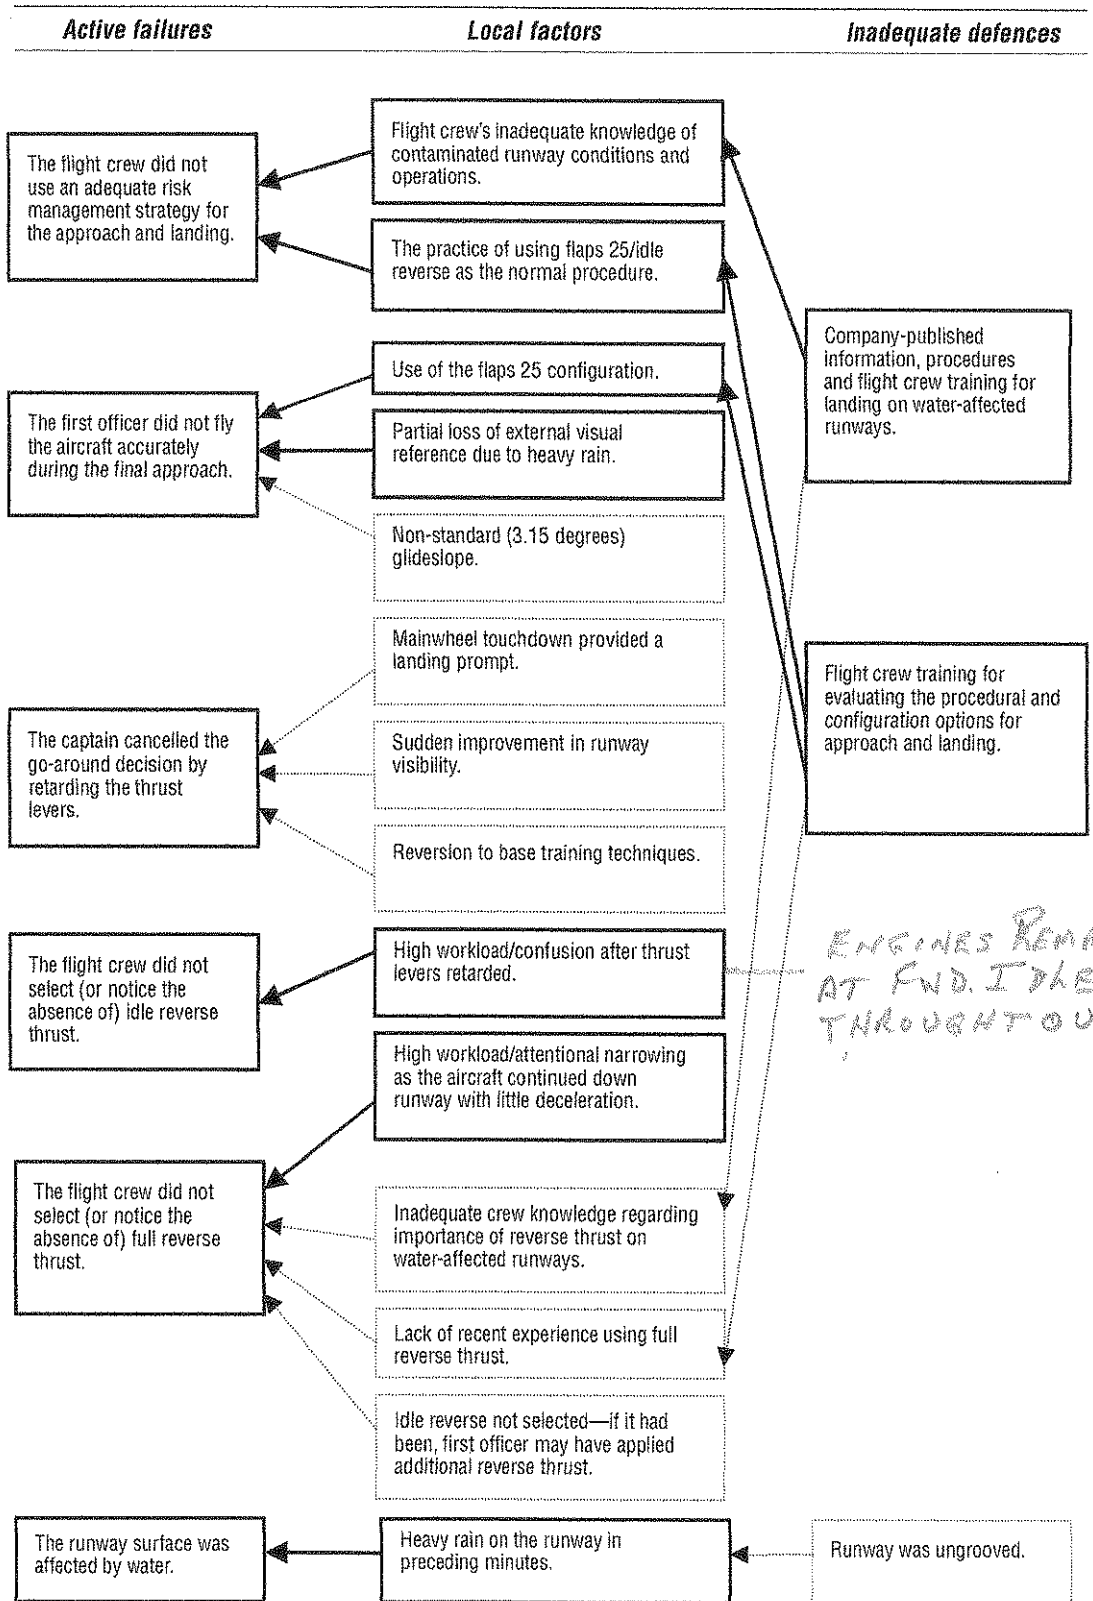 Active failures
Local factors
Inadequate defences
The flight crew did not
use an adequate risk
management strategy for
the approach and landing.
Flight crew's inadequate knowledge of
contaminated runway conditions and
operations.
The practice of using flaps 25/idle
reverse as the normal procedure.
Company-published
information, procedures
and flight crew training for
landing on water-affected
runways.
The first officer did not fly
the aircraft accurately
during the final approach.
Use of the flaps 25 configuration.
Partial loss of external visual
reference due to heavy rain.
Non-standard (3.15 degrees)
glideslope.
The captain cancelled the
go-around decision by
retarding the thrust
levers.
Mainwheel touchdown provided a
landing prompt.
Sudden improvement in runway
visibility.
Reversion to base training techniques.
Flight crew training for
evaluating the procedural and
configuration options for
approach and landing.
The flight crew did not
select (or notice the
absence of) idle reverse
thrust.
High workload/confusion after thrust
levers retarded.
ENGINES
AT FWD. IDLE
The flight crew did not
select (or notice the
absence of) full reverse
thrust.
High workload/attentional narrowing
as the aircraft continued down
runway with little deceleration.
Inadequate crew knowledge regarding
importance of reverse thrust on
water-affected runways.
Lack of recent experience using full
reverse thrust.
Idle reverse not selected—if it had
been, first officer may have applied
additional reverse thrust.
The runway surface was
affected by water.
Heavy rain on the runway in
preceding minutes.
Runway was ungrooved.